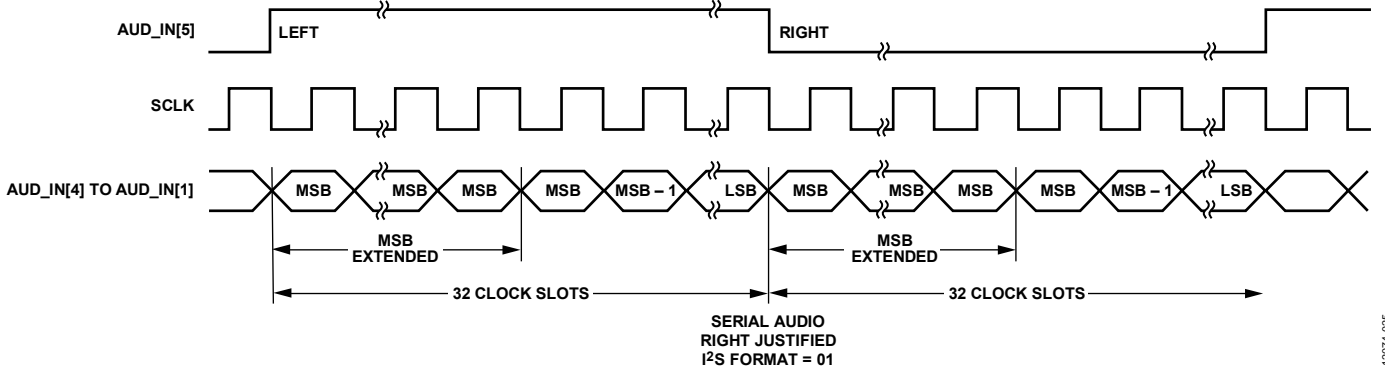 AUD_IN[5]
LEFT
RIGHT
SCLK
AUD_IN[4] TO AUD_IN[1]
MSB MSB MSB MSB MSB – 1 LSB MSB MSB MSB MSB MSB – 1 LSB
MSB
EXTENDED
MSB
EXTENDED
32 CLOCK SLOTS
32 CLOCK SLOTS
SERIAL AUDIO
RIGHT JUSTIFIED
I2S FORMAT = 01